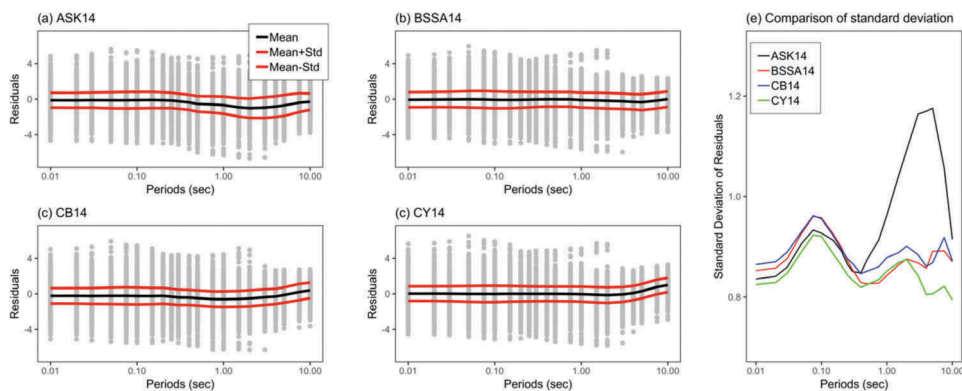 (a) ASK14
Mean
Mean+Std
Mean-Std
Residuals
4
0
-4
0.01
0.10
1.00
10.00
Periods (sec)
(b) BSSA14
Residuals
4
0
-4
0.01
0.10
1.00
10.00
Periods (sec)
(c) CB14
Residuals
4
0
-4
0.01
0.10
1.00
10.00
Periods (sec)
(c) CY14
Residuals
4
0
-4
0.01
0.10
1.00
10.00
Periods (sec)
(e) Comparison of standard deviation
ASK14
BSSA14
CB14
CY14
Standard Deviation of Residuals
1.2
1.0
0.8
0.01
0.10
1.00
10.00
Periods (sec)